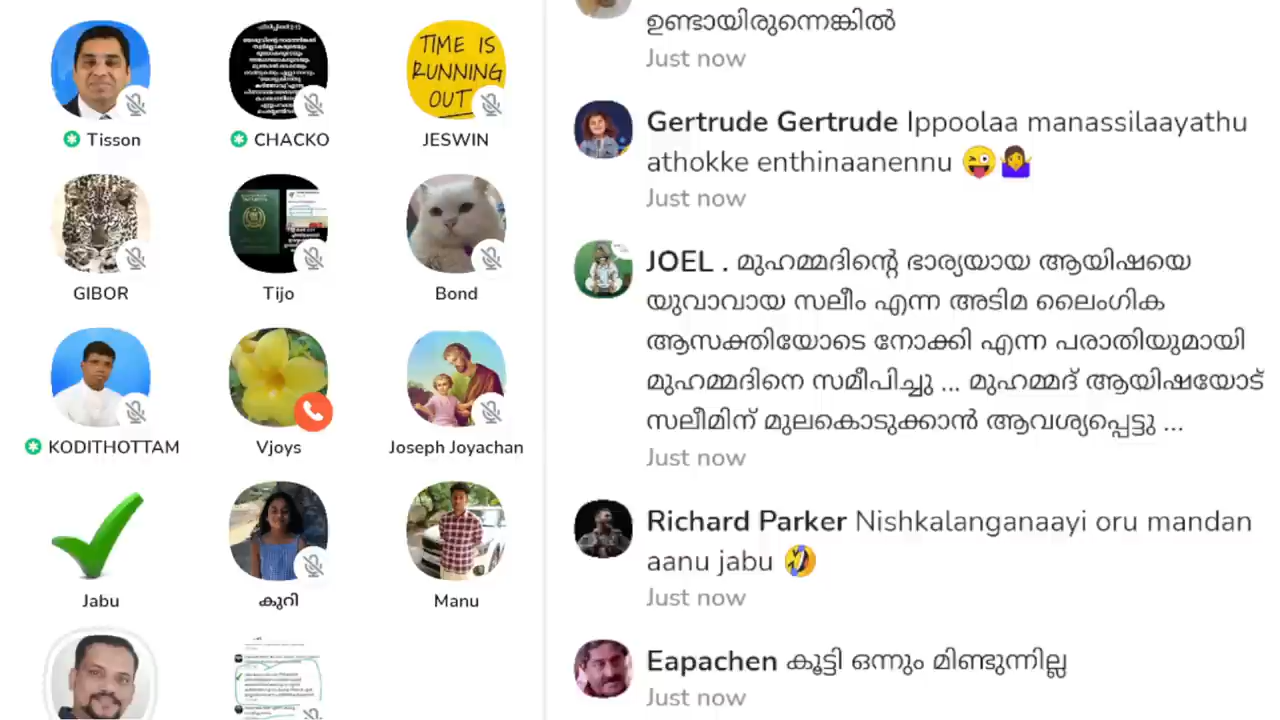 TIME IS
RUNNING
OUT
Tisson
CHACKO
JESWIN
GIBOR
Tijo
Bond
KODITHOTTAM
Vjoys
Joseph Joyachan
Jabu
കുറി
Manu
ഉണ്ടായിരുന്നെങ്കിൽ
Just now
Gertrude Gertrude Ippoolaa manassilaayathu
athokke enthinaanennu 😜🤷‍♀️
Just now
JOEL . മുഹമ്മദിന്റെ ഭാര്യയായ ആയിഷയെ
യുവാവായ സലീം എന്ന അടിമ ലൈംഗിക
ആസക്തിയോടെ നോക്കി എന്ന പരാതിയുമായി
മുഹമ്മദിനെ സമീപിച്ചു ... മുഹമ്മദ് ആയിഷയോട്
സലീമിന് മുലകൊടുക്കാൻ ആവശ്യപ്പെട്ടു ...
Just now
Richard Parker Nishkalanganaayi oru mandan
aanu jabu 🤣
Just now
Eapachen കൂട്ടി ഒന്നും മിണ്ടുന്നില്ല
Just now